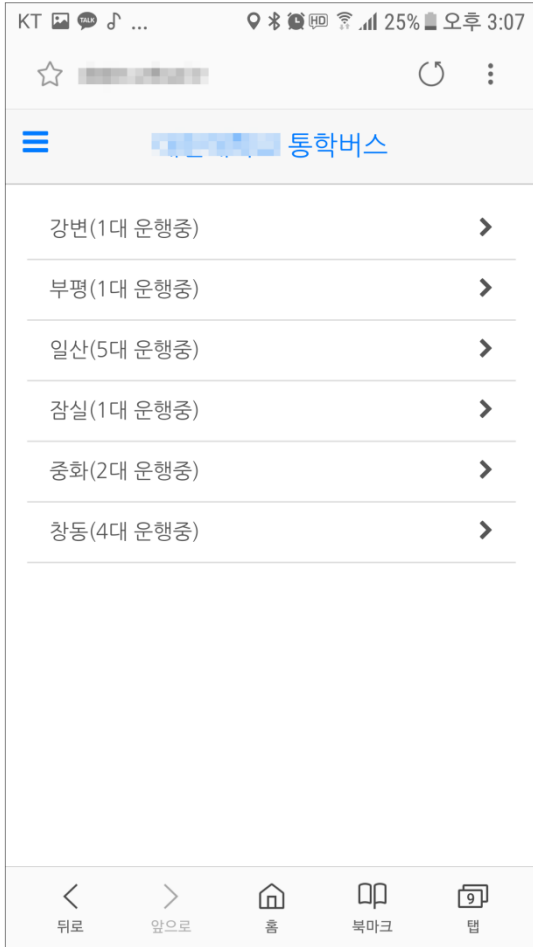 KT TALK ... HD 25% 오후 3:07
통학버스
강변(1대 운행중)
부평(1대 운행중)
일산(5대 운행중)
잠실(1대 운행중)
중화(2대 운행중)
창동(4대 운행중)
9
뒤로 앞으로 홈 북마크 탭